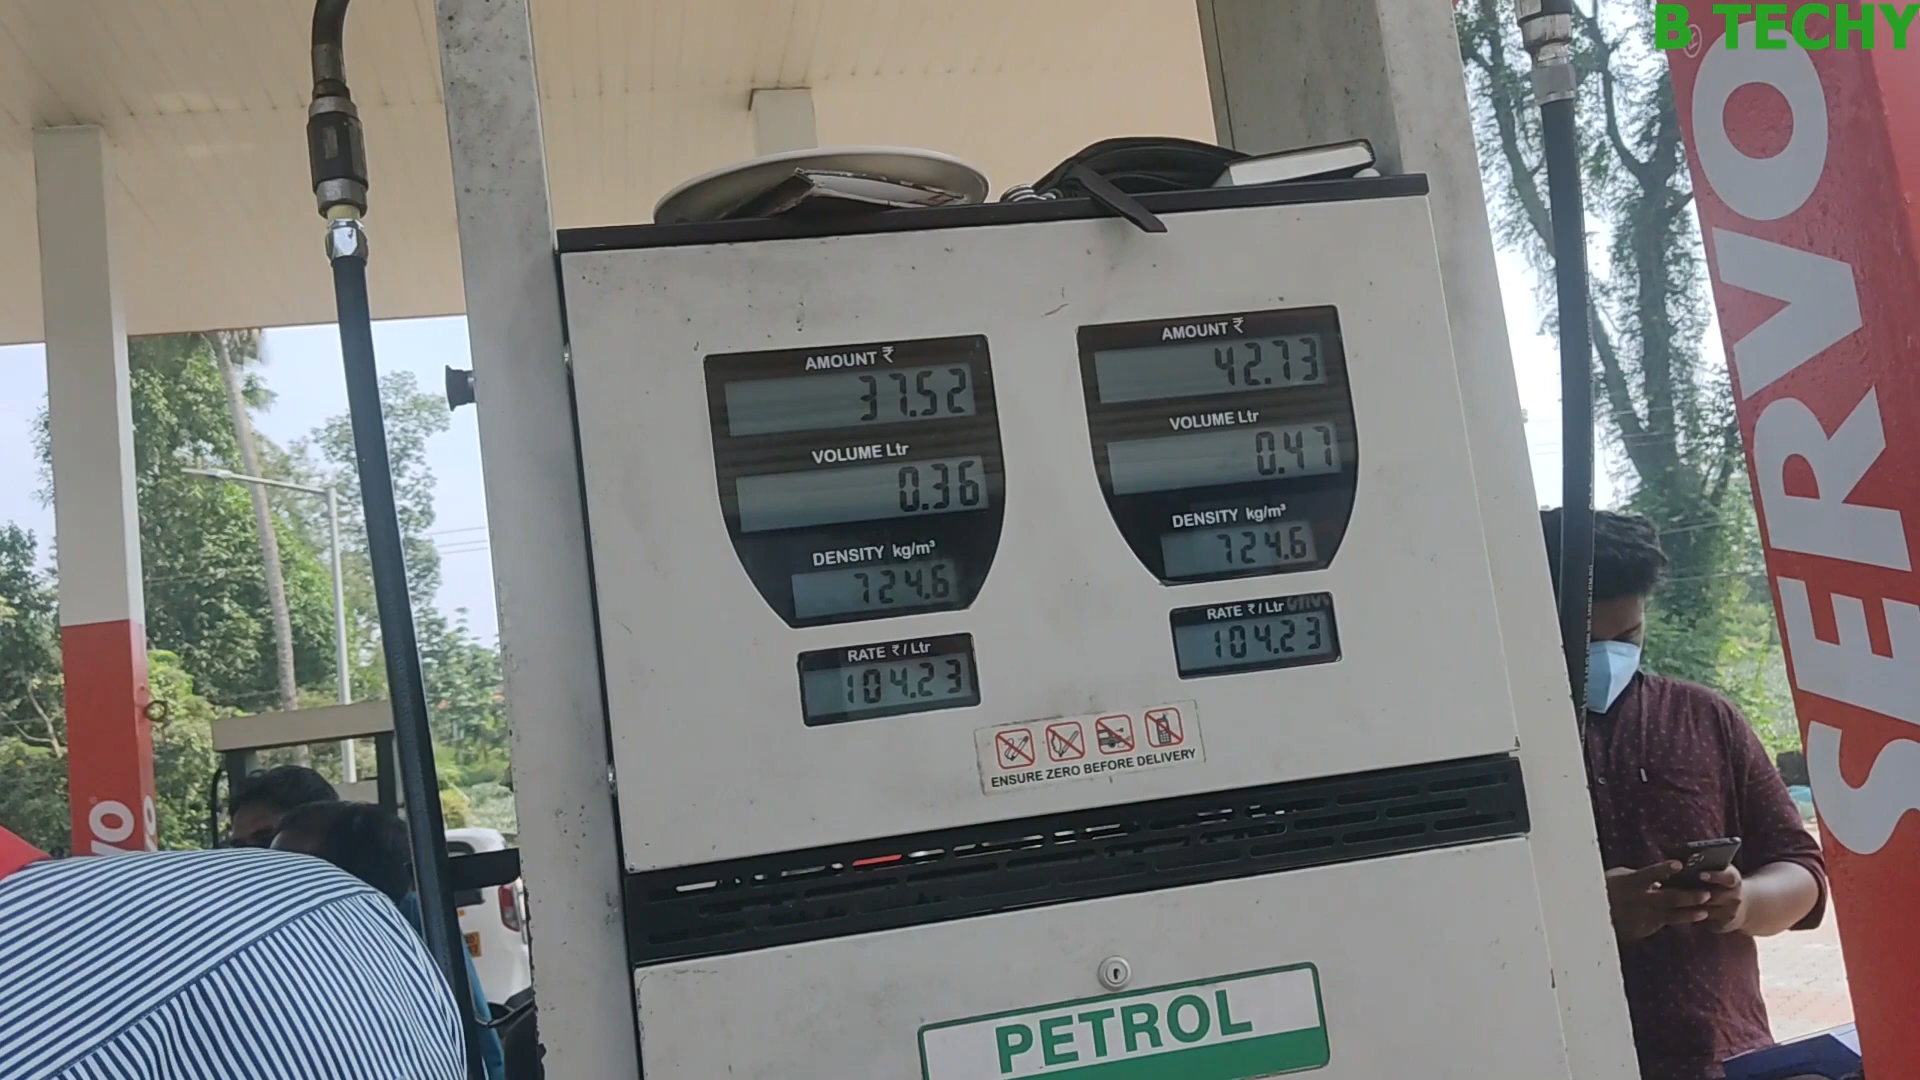 B TECHY
SERVO
AMOUNT ₹
37.52
VOLUME Ltr
0.36
DENSITY kg/m³
724.6
RATE ₹/Ltr
104.23
AMOUNT ₹
42.73
VOLUME Ltr
0.47
DENSITY kg/m³
724.6
RATE ₹/Ltr
104.23
ENSURE ZERO BEFORE DELIVERY
PETROL
VO
VO